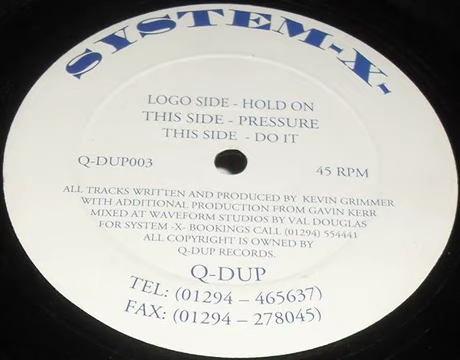 SYSTEM-X-
LOGO SIDE - HOLD ON
THIS SIDE - PRESSURE
THIS SIDE - DO IT
Q-DUP003
45 RPM
ALL TRACKS WRITTEN AND PRODUCED BY KEVIN GRIMMER
WITH ADDITIONAL PRODUCTION FROM GAVIN KERR
MIXED AT WAVEFORM STUDIOS BY VAL DOUGLAS
FOR SYSTEM -X- BOOKINGS CALL (01294) 554441
ALL COPYRIGHT IS OWNED BY
Q-DUP RECORDS.
Q-DUP
TEL: (01294 – 465637)
FAX: (01294 – 278045)